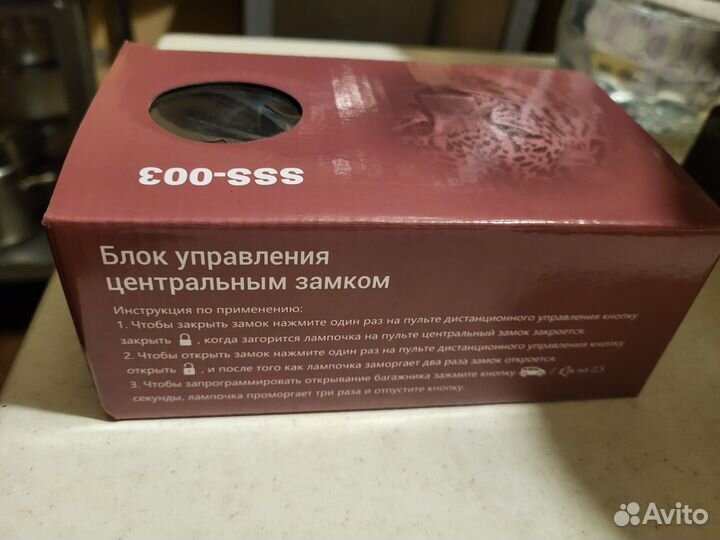 SSS-003
Блок управления
центральным замком
Инструкция по применению:
1. Чтобы закрыть замок нажмите один раз на пульте дистанционного управления кнопку
закрыть , когда загорится лампочка на пульте центральный замок закроется.
2. Чтобы открыть замок нажмите один раз на пульте дистанционного управления кнопку
открыть , и после того как лампочка заморгает два раза замок откроется.
3. Чтобы запрограммировать открывание багажника зажмите кнопку / на 2.5
секунды, лампочка проморгает три раза и отпустите кнопку.
Avito